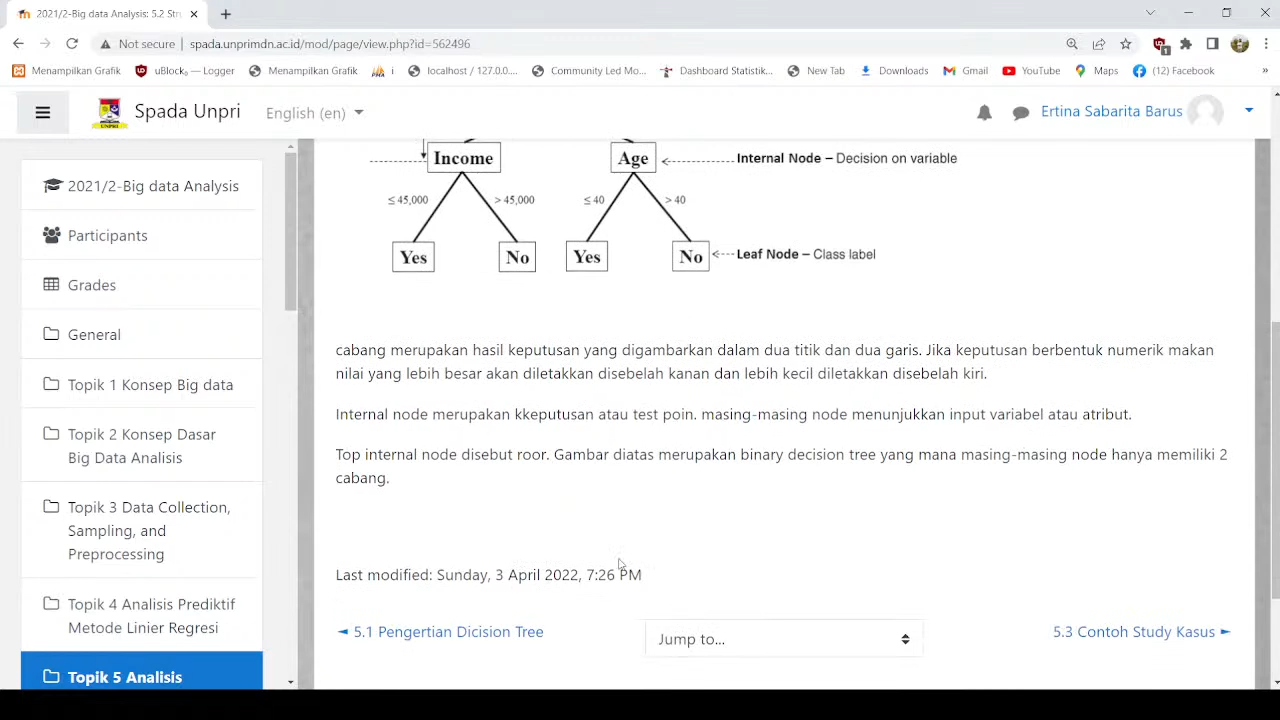 2021/2-Big data Analysis: 5.2 Str
Not secure | spada.unprimdn.ac.id/mod/page/view.php?id=562496
1
Menampilkan Grafik
uBlock₀ — Logger
Menampilkan Grafik
PMA
i
localhost / 127.0.0....
Community Led Mo...
Dashboard Statistik...
New Tab
Downloads
Gmail
YouTube
Maps
(12) Facebook
»
UNPRI
Spada Unpri
English (en)
Ertina Sabarita Barus
2021/2-Big data Analysis
Participants
Grades
General
Topik 1 Konsep Big data
Topik 2 Konsep Dasar
Big Data Analysis
Topik 3 Data Collection,
Sampling, and
Preprocessing
Topik 4 Analisis Prediktif
Metode Linier Regresi
Topik 5 Analisis
Income
Age
Internal Node – Decision on variable
≤ 45,000
> 45,000
≤ 40
> 40
Yes
No
Yes
No
Leaf Node – Class label
cabang merupakan hasil keputusan yang digambarkan dalam dua titik dan dua garis. Jika keputusan berbentuk numerik makan
nilai yang lebih besar akan diletakkan disebelah kanan dan lebih kecil diletakkan disebelah kiri.
Internal node merupakan kkeputusan atau test poin. masing-masing node menunjukkan input variabel atau atribut.
Top internal node disebut roor. Gambar diatas merupakan binary decision tree yang mana masing-masing node hanya memiliki 2
cabang.
Last modified: Sunday, 3 April 2022, 7:26 PM
◄ 5.1 Pengertian Dicision Tree
Jump to...
5.3 Contoh Study Kasus ►